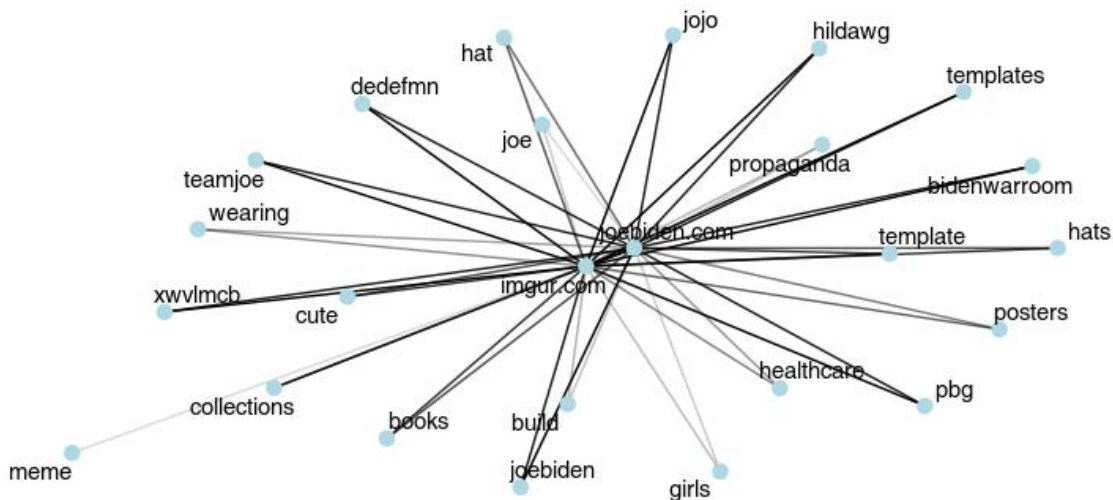 jojo
hildawg
hat
templates
dedefmn
joe
propaganda
teamjoe
bidenwarroom
wearing
joebiden.com
template
hats
imgur.com
xwvlmcb
cute
posters
healthcare
pbg
collections
books
build
joebiden
meme
girls